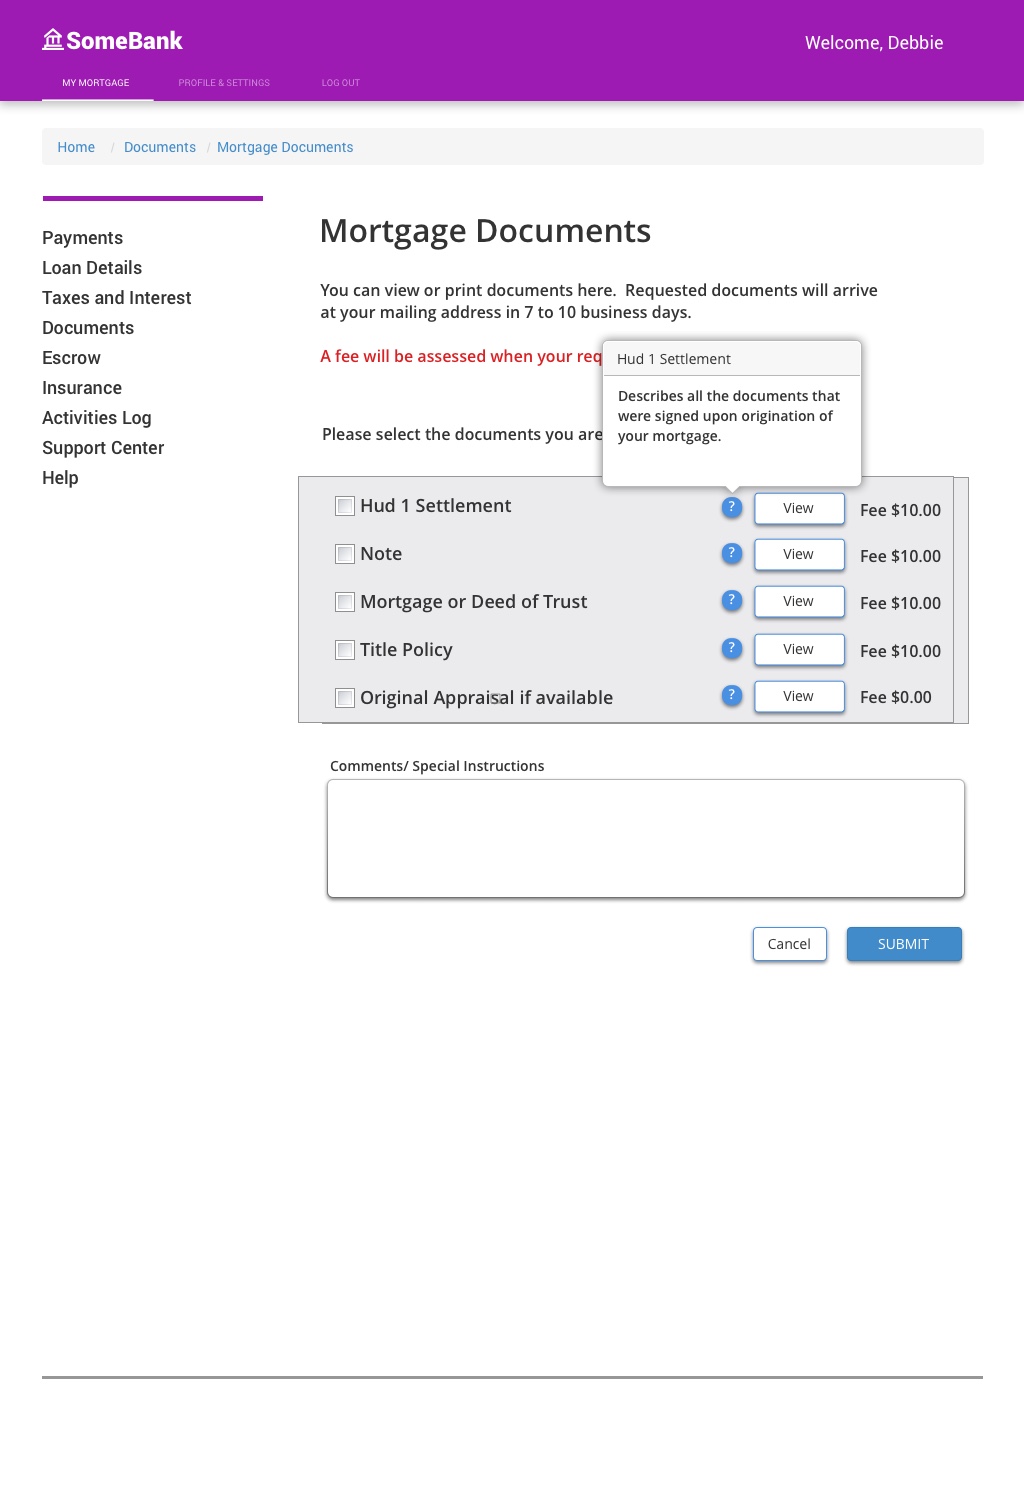 SomeBank
Welcome, Debbie
MY MORTGAGE
PROFILE & SETTINGS
LOG OUT
Home / Documents / Mortgage Documents
Payments
Loan Details
Taxes and Interest
Documents
Escrow
Insurance
Activities Log
Support Center
Help
Mortgage Documents
You can view or print documents here. Requested documents will arrive
at your mailing address in 7 to 10 business days.
A fee will be assessed when your req
Hud 1 Settlement
Describes all the documents that
were signed upon origination of
your mortgage.
Please select the documents you are
Hud 1 Settlement ? View Fee $10.00
Note ? View Fee $10.00
Mortgage or Deed of Trust ? View Fee $10.00
Title Policy ? View Fee $10.00
Original Appraisal if available ? View Fee $0.00
Comments/ Special Instructions
Cancel
SUBMIT